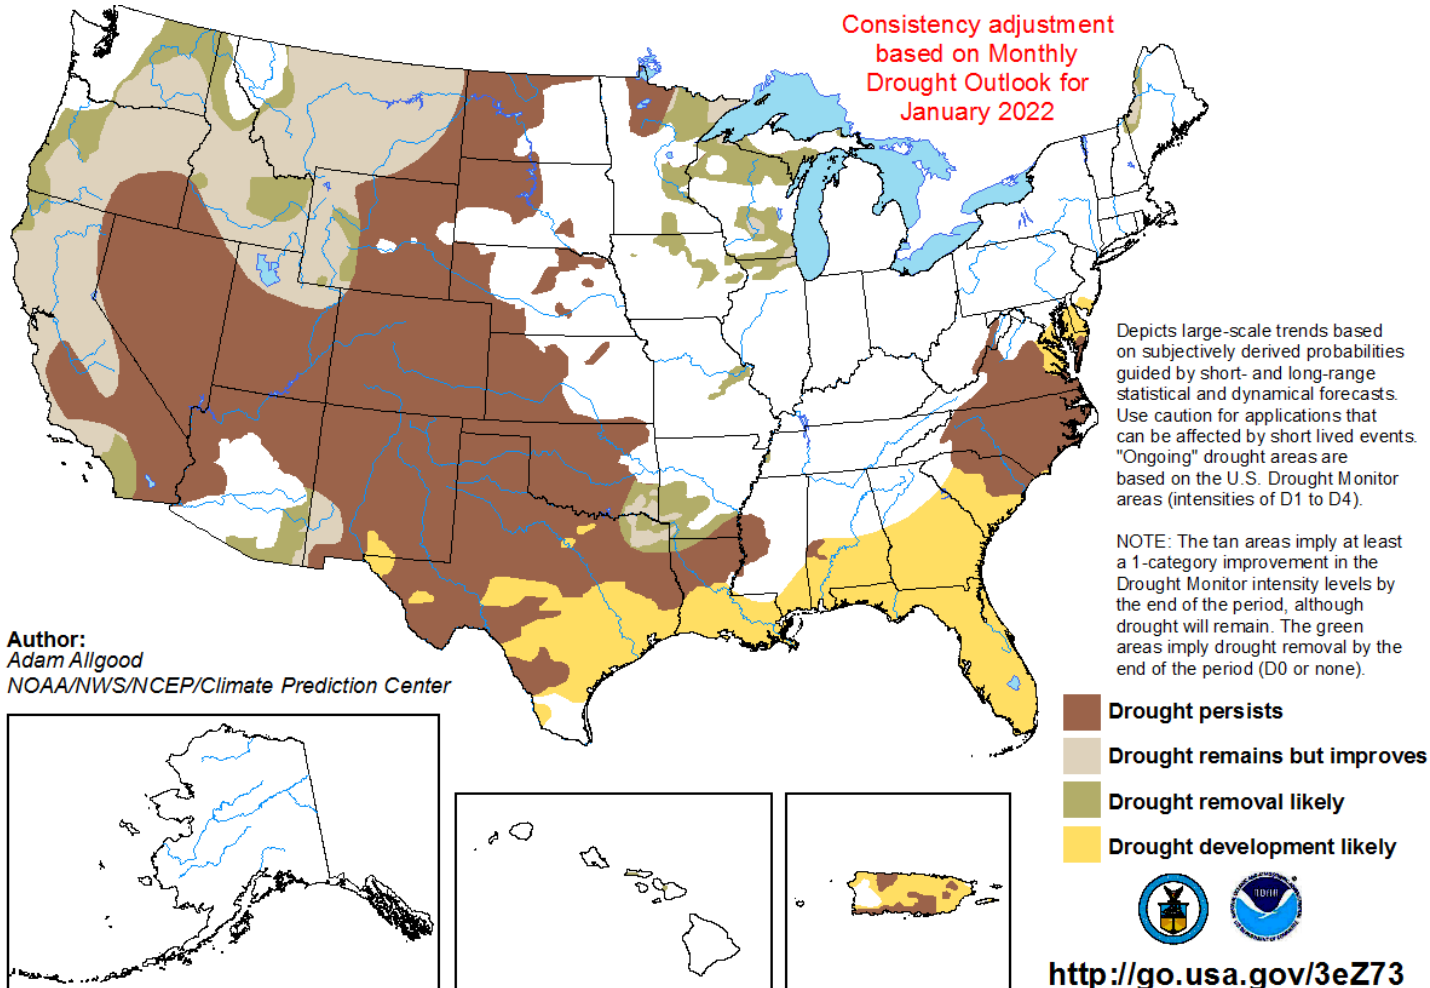 Consistency adjustment
based on Monthly
Drought Outlook for
January 2022
Depicts large-scale trends based
on subjectively derived probabilities
guided by short- and long-range
statistical and dynamical forecasts.
Use caution for applications that
can be affected by short lived events.
"Ongoing" drought areas are
based on the U.S. Drought Monitor
areas (intensities of D1 to D4).
NOTE: The tan areas imply at least
a 1-category improvement in the
Drought Monitor intensity levels by
the end of the period, although
drought will remain. The green
areas imply drought removal by the
end of the period (D0 or none).
Author:
Adam Allgood
NOAA/NWS/NCEP/Climate Prediction Center
Drought persists
Drought remains but improves
Drought removal likely
Drought development likely
http://go.usa.gov/3eZ73